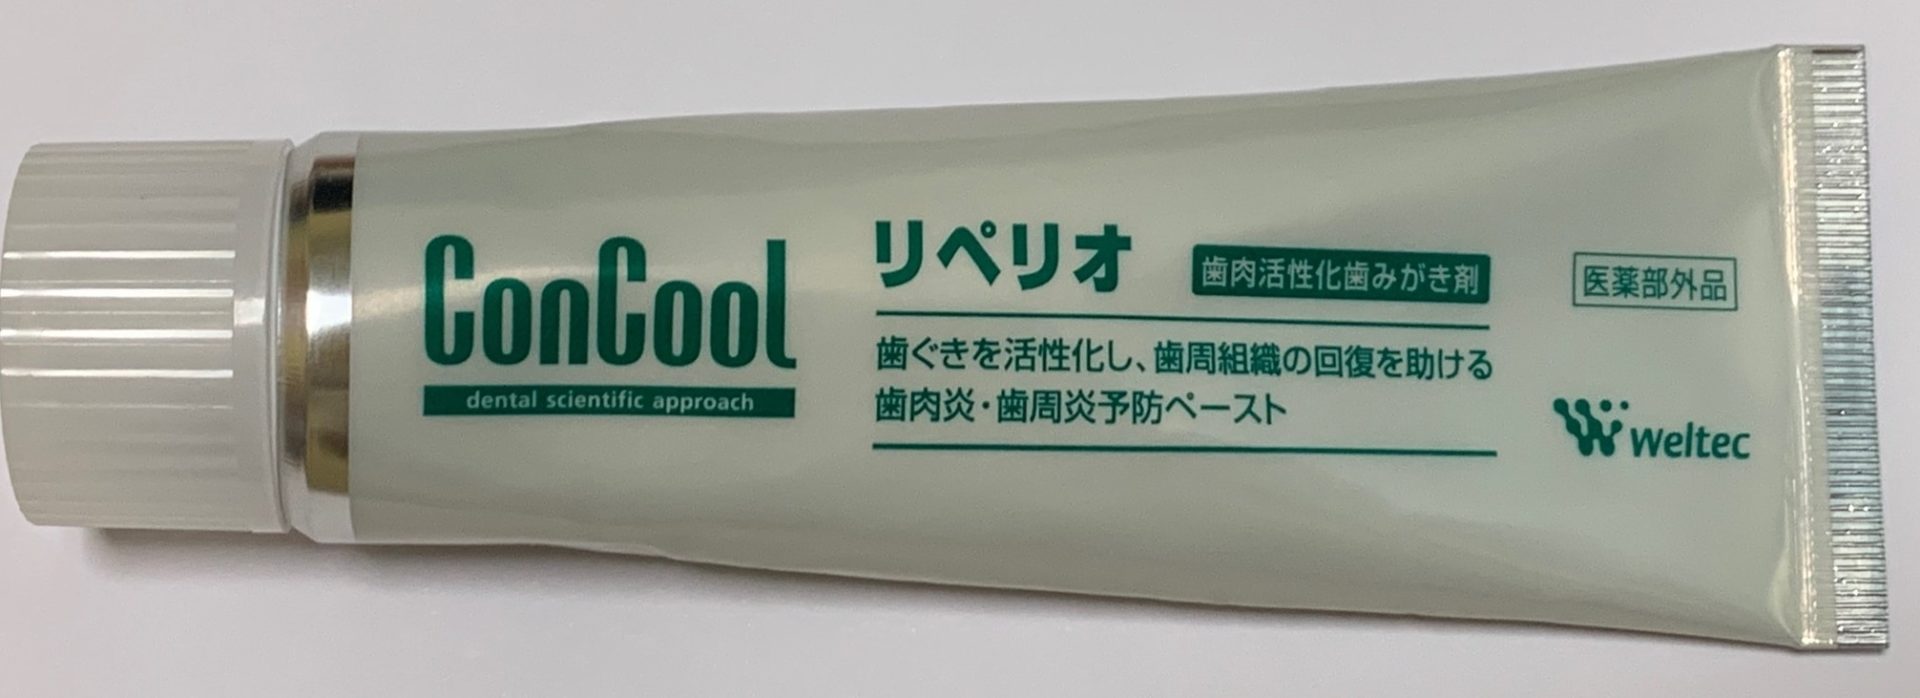 ConCool
dental scientific approach
リペリオ
歯肉活性化歯みがき剤
医薬部外品
歯ぐきを活性化し、歯周組織の回復を助ける
歯肉炎・歯周炎予防ペースト
weltec